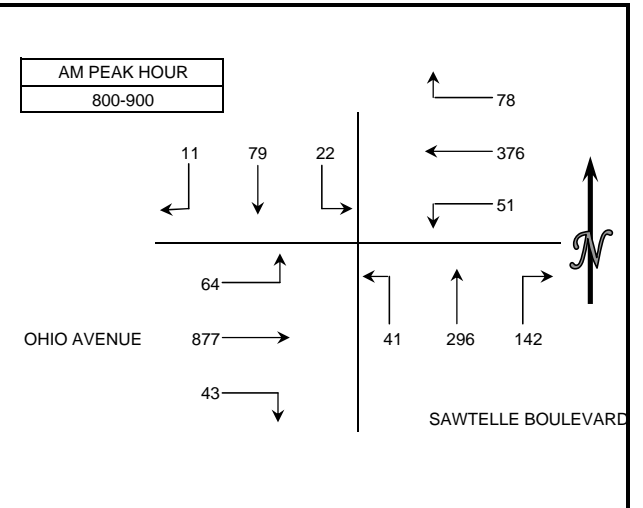 AM PEAK HOUR
800-900
78
11 79 22
376
51
N
64
OHIO AVENUE 877
41 296 142
43
SAWTELLE BOULEVARD